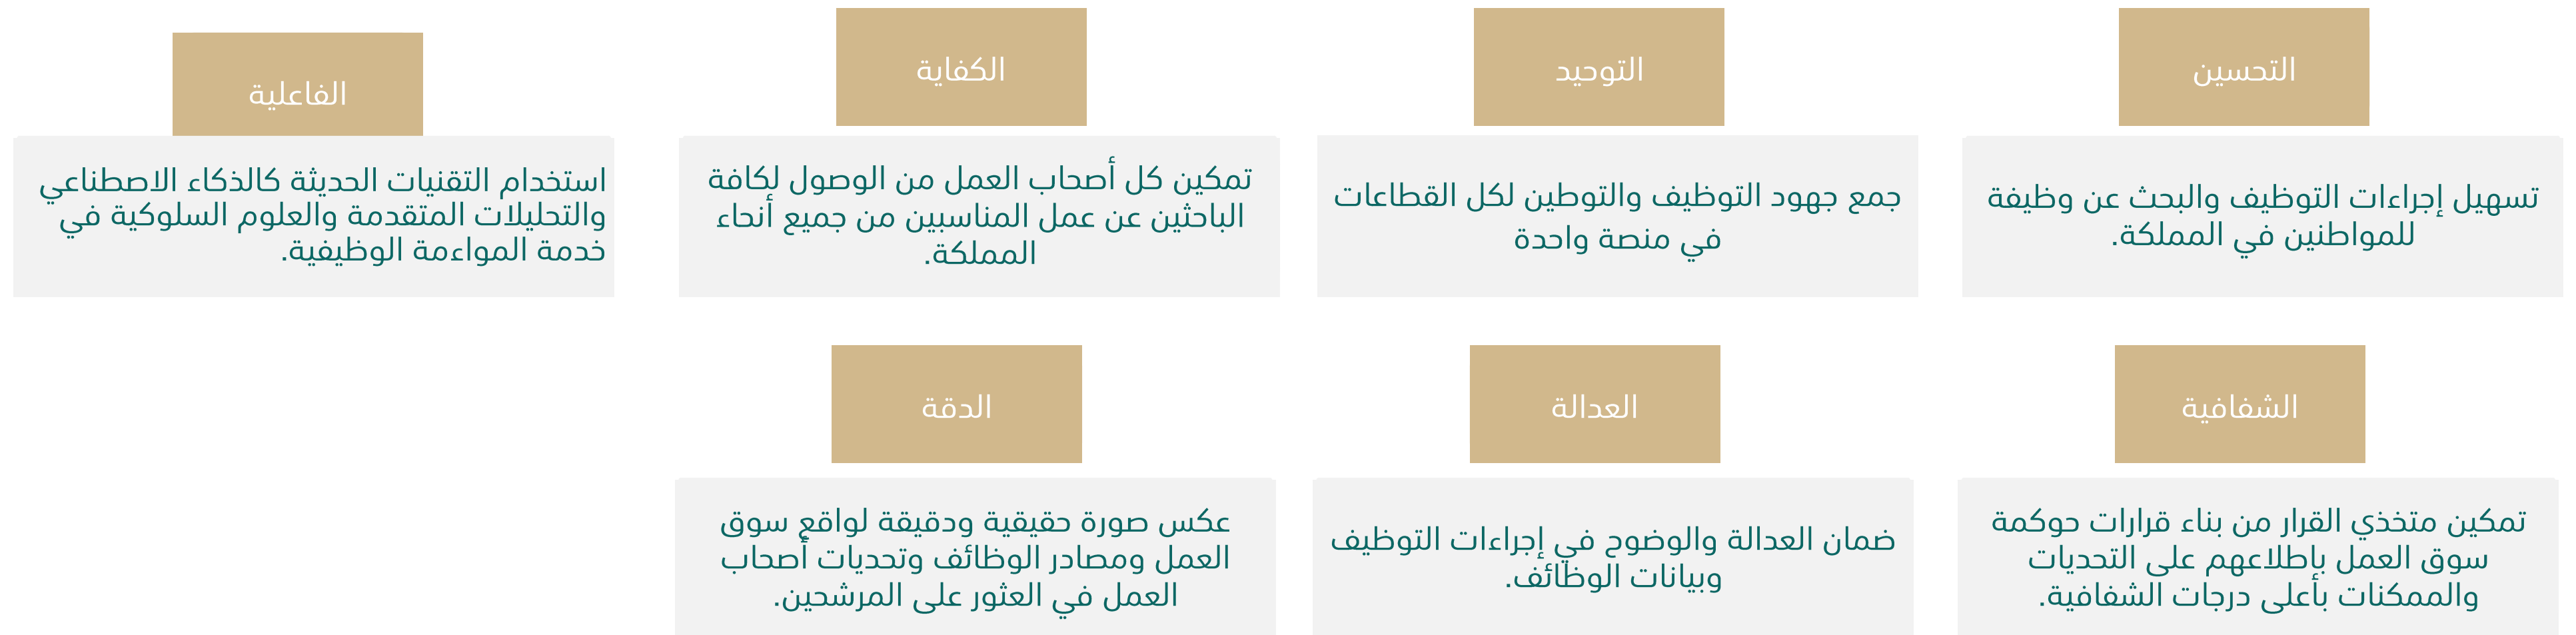 التحسين
تسهيل إجراءات التوظيف والبحث عن وظيفة
للمواطنين في المملكة.
التوحيد
جمع جهود التوظيف والتوطين لكل القطاعات
في منصة واحدة
الكفاية
تمكين كل أصحاب العمل من الوصول لكافة
الباحثين عن عمل المناسبين من جميع أنحاء
المملكة.
الفاعلية
استخدام التقنيات الحديثة كالذكاء الاصطناعي
والتحليلات المتقدمة والعلوم السلوكية في
خدمة المواءمة الوظيفية.
الشفافية
تمكين متخذي القرار من بناء قرارات حوكمة
سوق العمل باطلاعهم على التحديات
والممكنات بأعلى درجات الشفافية.
العدالة
ضمان العدالة والوضوح في إجراءات التوظيف
وبيانات الوظائف.
الدقة
عكس صورة حقيقية ودقيقة لواقع سوق
العمل ومصادر الوظائف وتحديات أصحاب
العمل في العثور على المرشحين.